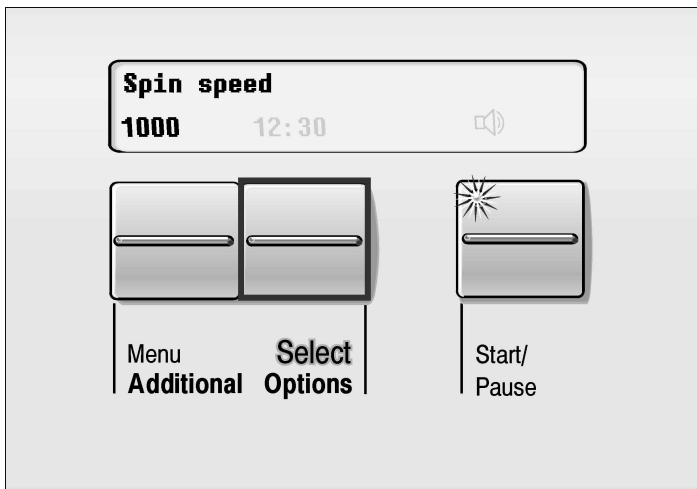 Spin speed
1000 12:30
Menu Select
Additional Options
Start/
Pause